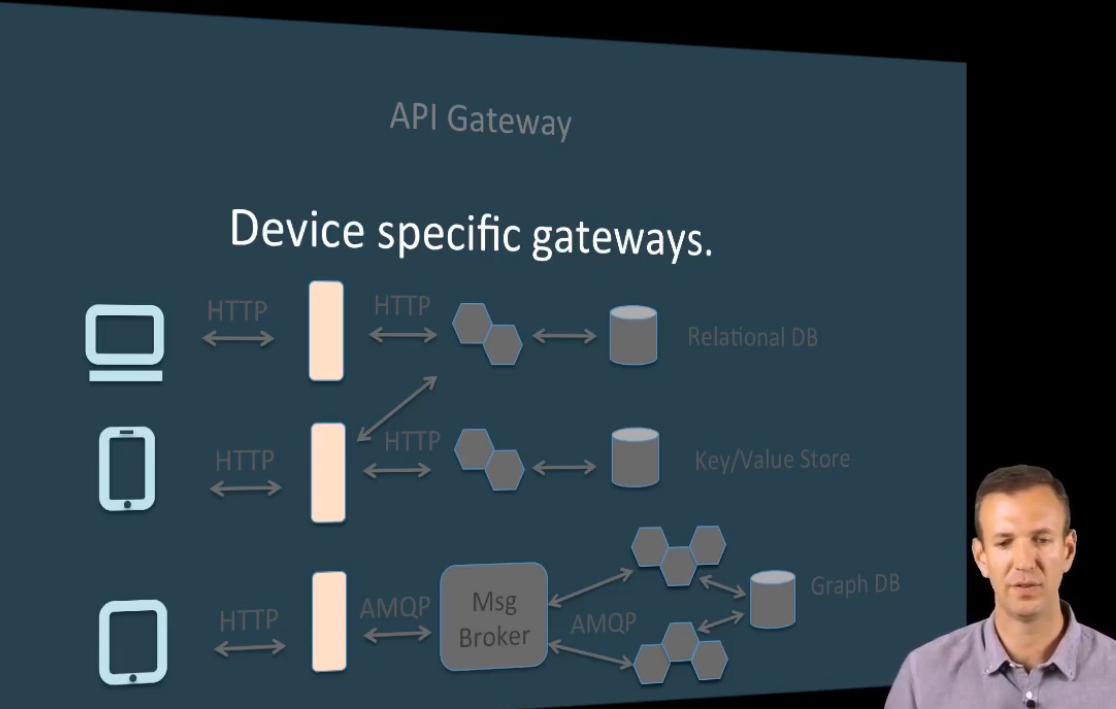 API Gateway
Device specific gateways.
HTTP
HTTP
Relational DB
HTTP
HTTP
Key/Value Store
HTTP
AMQP
Msg
Broker
AMQP
Graph DB